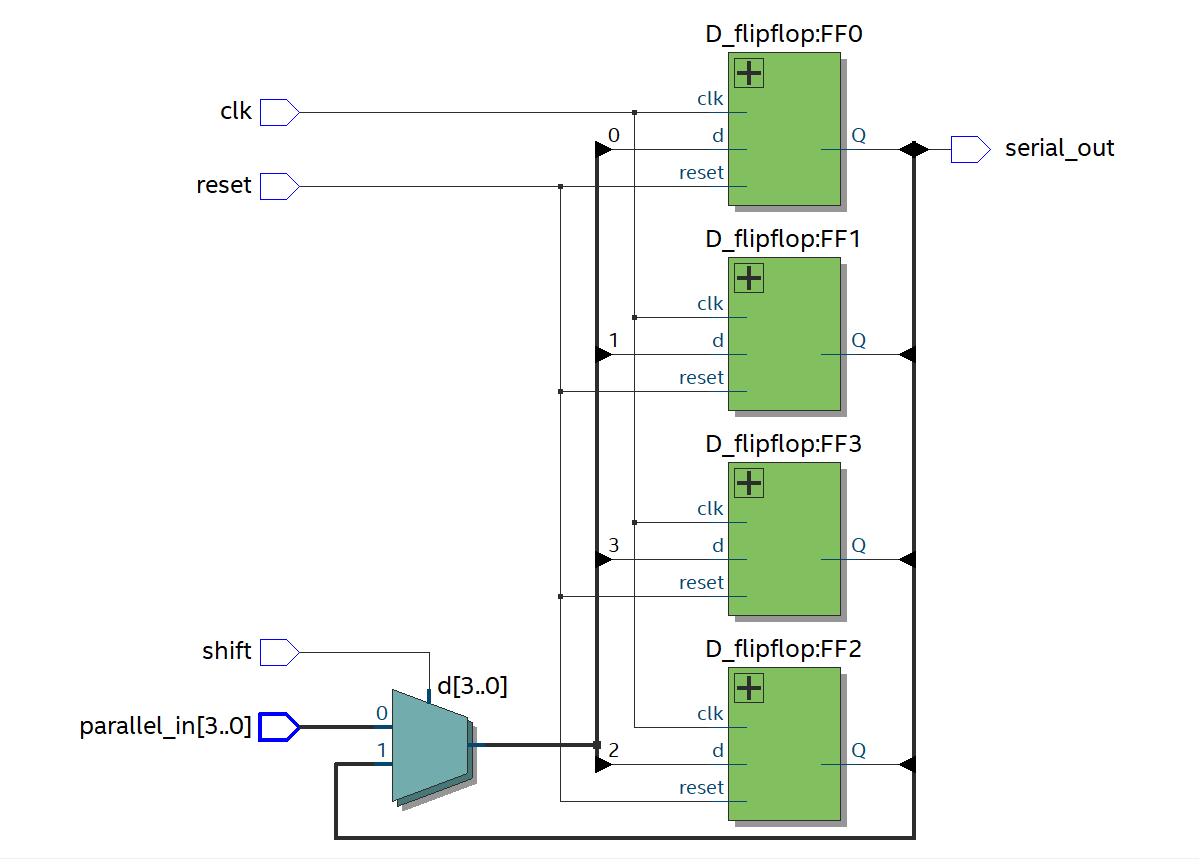 D_flipflop:FF0
clk
clk
0
d
Q
serial_out
reset
reset
D_flipflop:FF1
clk
1
d
Q
reset
D_flipflop:FF3
clk
3
d
Q
reset
shift
D_flipflop:FF2
d[3..0]
parallel_in[3..0]
0
clk
1
2
d
Q
reset